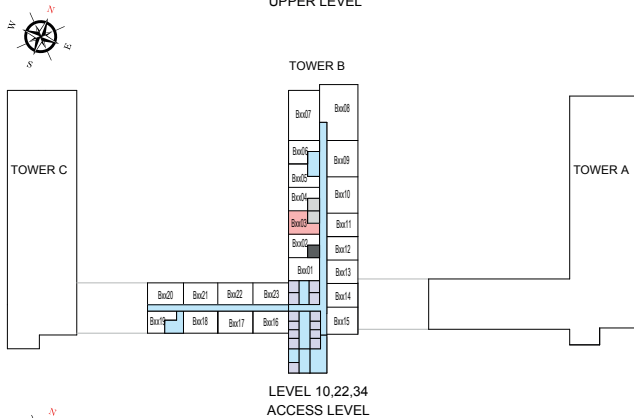 UPPER LEVEL
N
W
E
S
TOWER B
Bxx07
Bxx08
Bxx06
Bxx09
TOWER C
TOWER A
Bxx05
Bxx04
Bxx10
Bxx03
Bxx11
Bxx02
Bxx12
Bxx01
Bxx13
Bxx20
Bxx21
Bxx22
Bxx23
Bxx14
Bxx19
Bxx18
Bxx17
Bxx16
Bxx15
LEVEL 10,22,34
ACCESS LEVEL
N